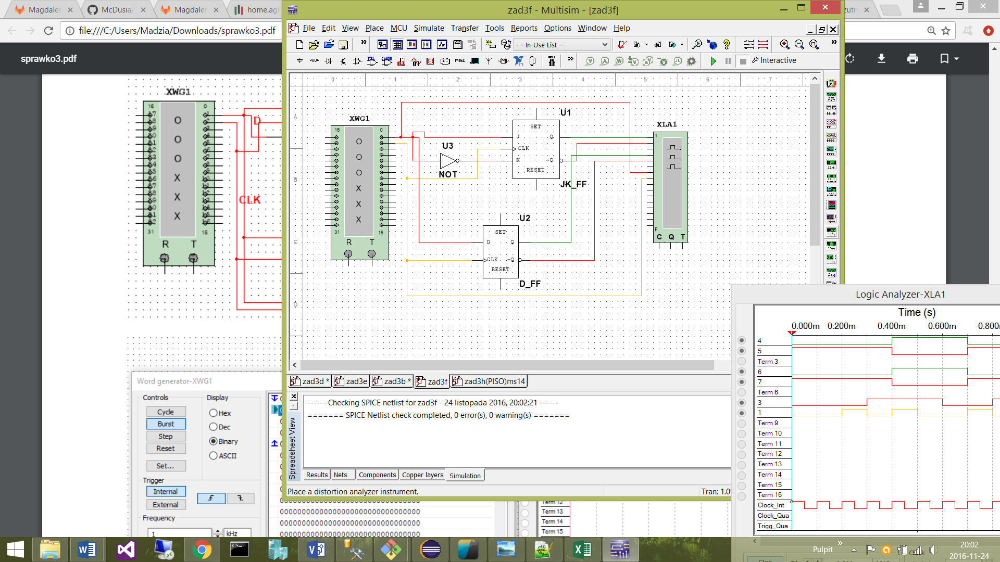 Magdaler
McDusia/
Magdaler
home.agh
zad3f - Multisim - [zad3f]
zutn
file:///C:/Users/Madzia/Downloads/sprawko3.pdf
File Edit View Place MCU Simulate Transfer Tools Reports Options Window Help
--- In-Use List ---
sprawko3.pdf
MISC
Interactive
0 1 2 3 4 5 6 7
A
B
C
D
XWG1
16 0
O
O
O
X
X
X
31 15
R T
D
CLK
XWG1
16 0
O
O
O
X
X
X
31 15
R T
U3
NOT
U1
SET
J Q
CLK
K ~Q
RESET
JK_FF
U2
SET
D Q
CLK ~Q
RESET
D_FF
XLA1
1
F
C Q T
Logic Analyzer-XLA1
Time (s)
0.000m 0.200m 0.400m 0.600m 0.800
4
5
Term 3
6
7
Term 6
3
1
Term 9
Term 10
Term 11
Term 12
Term 13
Term 14
Term 15
Term 16
Clock_Int
Clock_Qua
Trigg_Qua
zad3d * zad3e zad3b * zad3f zad3h(PISO)ms14
Spreadsheet View
------ Checking SPICE netlist for zad3f - 24 listopada 2016, 20:02:21 ------
======= SPICE Netlist check completed, 0 error(s), 0 warning(s) =======
Results Nets Components Copper layers Simulation
Place a distortion analyzer instrument.
Tran: 1.09
Word generator-XWG1
Controls
Cycle
Burst
Step
Reset
Set...
Display
Hex
Dec
Binary
ASCII
Trigger
Internal
External
Frequency
1 kHz
00000000000000000000000000000000
00000000000000000000000000000000
00000000000000000000000000000000
Term 12
Term 13
Term 14
Term 15
Pulpit
20:02
2016-11-24